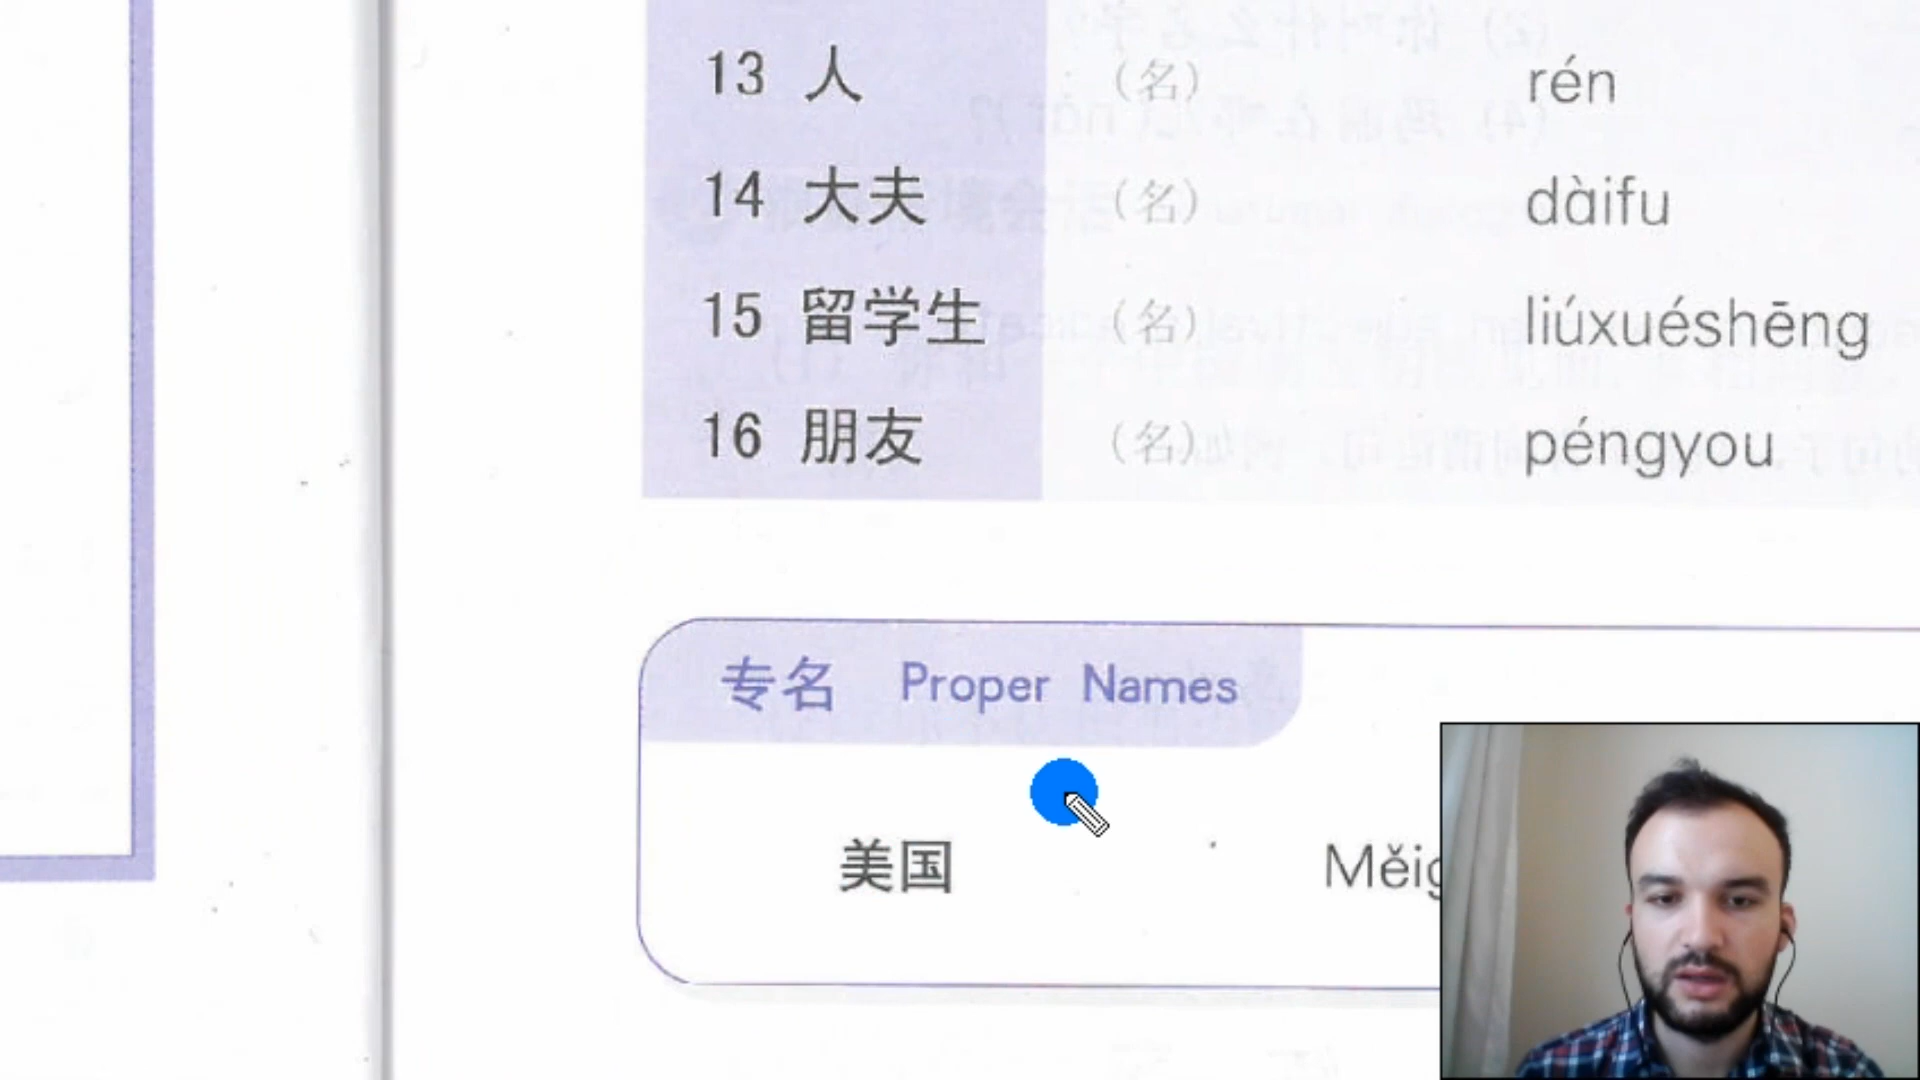 13 人 (名) rén
14 大夫 (名) dàifu
15 留学生 (名) liúxuéshēng
16 朋友 (名) péngyou
专名 Proper Names
美国 Měig